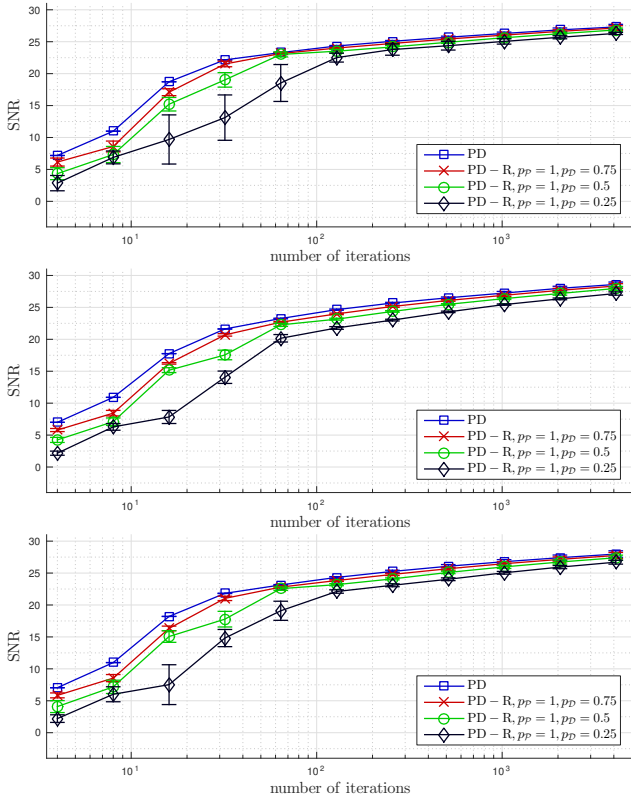 30
25
20
15
10
5
0
SNR
PD
PD − R, p_P = 1, p_D = 0.75
PD − R, p_P = 1, p_D = 0.5
PD − R, p_P = 1, p_D = 0.25
10^1
10^2
10^3
number of iterations
30
25
20
15
10
5
0
SNR
PD
PD − R, p_P = 1, p_D = 0.75
PD − R, p_P = 1, p_D = 0.5
PD − R, p_P = 1, p_D = 0.25
10^1
10^2
10^3
number of iterations
30
25
20
15
10
5
0
SNR
PD
PD − R, p_P = 1, p_D = 0.75
PD − R, p_P = 1, p_D = 0.5
PD − R, p_P = 1, p_D = 0.25
10^1
10^2
10^3
number of iterations